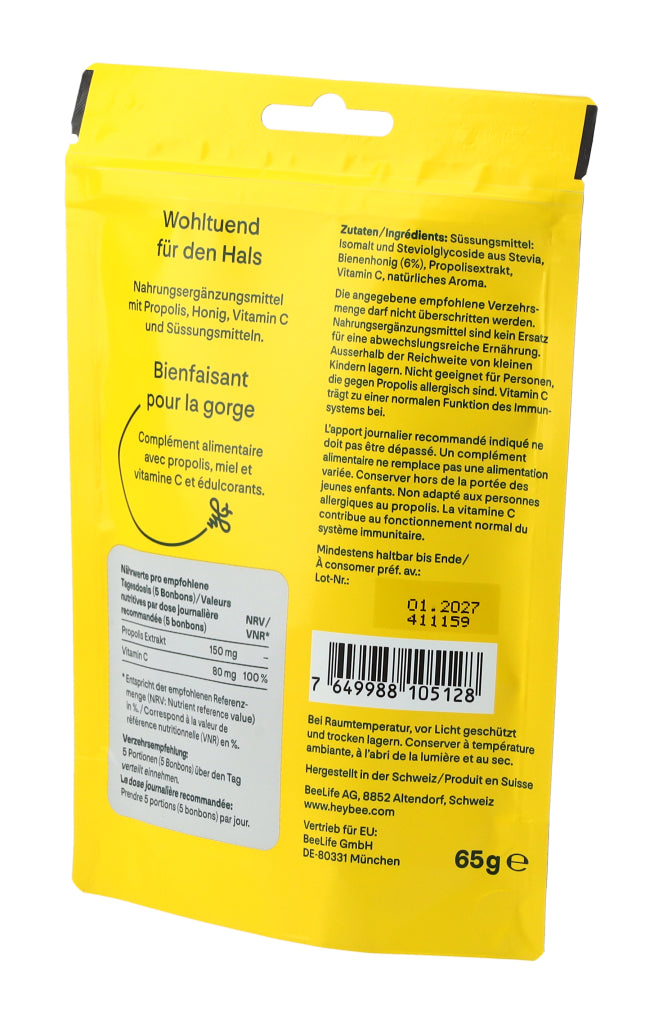 Wohltuend
für den Hals
Nahrungsergänzungsmittel
mit Propolis, Honig, Vitamin C
und Süssungsmitteln.
Bienfaisant
pour la gorge
Complément alimentaire
avec propolis, miel et
vitamine C et édulcorants.
Nährwerte pro empfohlene
Tagesdosis (5 Bonbons)/Valeurs
nutritives par dose journalière
recommandée (5 bonbons)
NRV/
VNR*
Propolis Extrakt 150 mg –
Vitamin C 80 mg 100 %
*Entspricht der empfohlenen Referenz-
menge (NRV: Nutrient reference value)
in %./Correspond à la valeur de
référence nutritionnelle (VNR) en %.
Verzehrsempfehlung:
5 Portionen (5 Bonbons) über den Tag
verteilt einnehmen.
La dose journalière recommandée:
Prendre 5 portions (5 bonbons) par jour.
Zutaten/Ingrédients: Süssungsmittel:
Isomalt und Steviolglycoside aus Stevia,
Bienenhonig (6%), Propolisextrakt,
Vitamin C, natürliches Aroma.
Die angegebene empfohlene Verzehrs-
menge darf nicht überschritten werden.
Nahrungsergänzungsmittel sind kein Ersatz
für eine abwechslungsreiche Ernährung.
Ausserhalb der Reichweite von kleinen
Kindern lagern. Nicht geeignet für Personen,
die gegen Propolis allergisch sind. Vitamin C
trägt zu einer normalen Funktion des Immun-
systems bei.
L'apport journalier recommandé indiqué ne
doit pas être dépassé. Un complément
alimentaire ne remplace pas une alimentation
variée. Conserver hors de la portée des
jeunes enfants. Non adapté aux personnes
allergiques au propolis. La vitamine C
contribue au fonctionnement normal du
système immunitaire.
Mindestens haltbar bis Ende/
À consomer préf. av.:
Lot-Nr.:
01.2027
411159
7 649988 105128
Bei Raumtemperatur, vor Licht geschützt
und trocken lagern. Conserver à température
ambiante, à l'abri de la lumière et au sec.
Hergestellt in der Schweiz/Produit en Suisse
BeeLife AG, 8852 Altendorf, Schweiz
www.heybee.com
Vertrieb für EU:
BeeLife GmbH
DE-80331 München
65g ℮